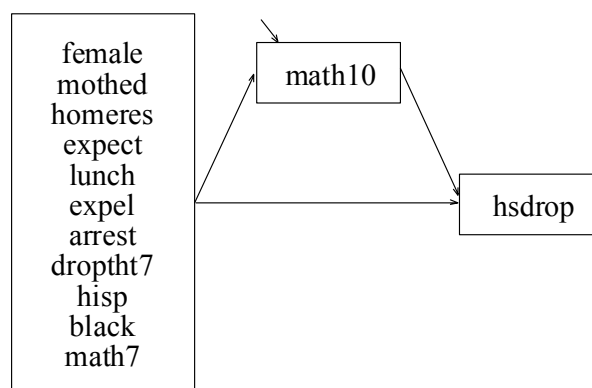 female
mothed
homeres
expect
lunch
expel
arrest
droptht7
hisp
black
math7
math10
hsdrop